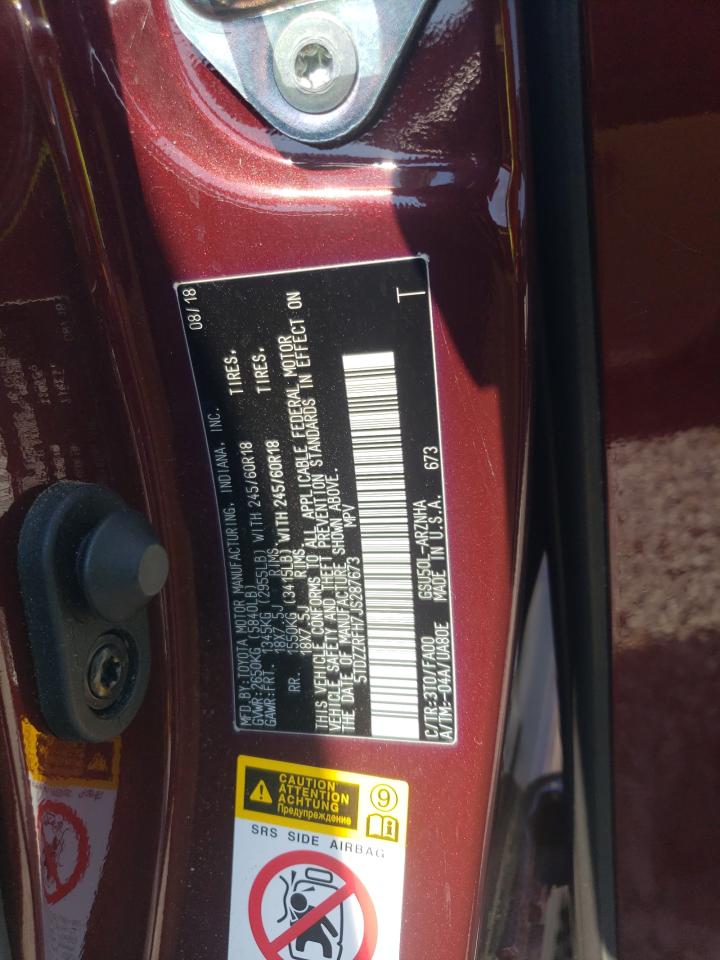 08/18
MFD.BY:TOYOTA MOTOR MANUFACTURING, INDIANA, INC.
GVWR:2650KG (5840LB)
GAWR:FRT. 1345KG (2955LB) WITH 245/60R18 TIRES,
18X7.5J RIMS
RR. 1550KG (3415LB) WITH 245/60R18 TIRES,
18X7.5J RIMS
THIS VEHICLE CONFORMS TO ALL APPLICABLE FEDERAL MOTOR
VEHICLE SAFETY AND THEFT PREVENTION STANDARDS IN EFFECT ON
THE DATE OF MANUFACTURE SHOWN ABOVE.
5TDZZRFH7JS287673 MPV
T
C/TR:3T0/FA00 GSU50L-ARZNHA
A/TM:-04A/UA80E MADE IN U.S.A. 673
CAUTION
ATTENTION
ACHTUNG
Предупреждение
9
SRS SIDE AIRBAG